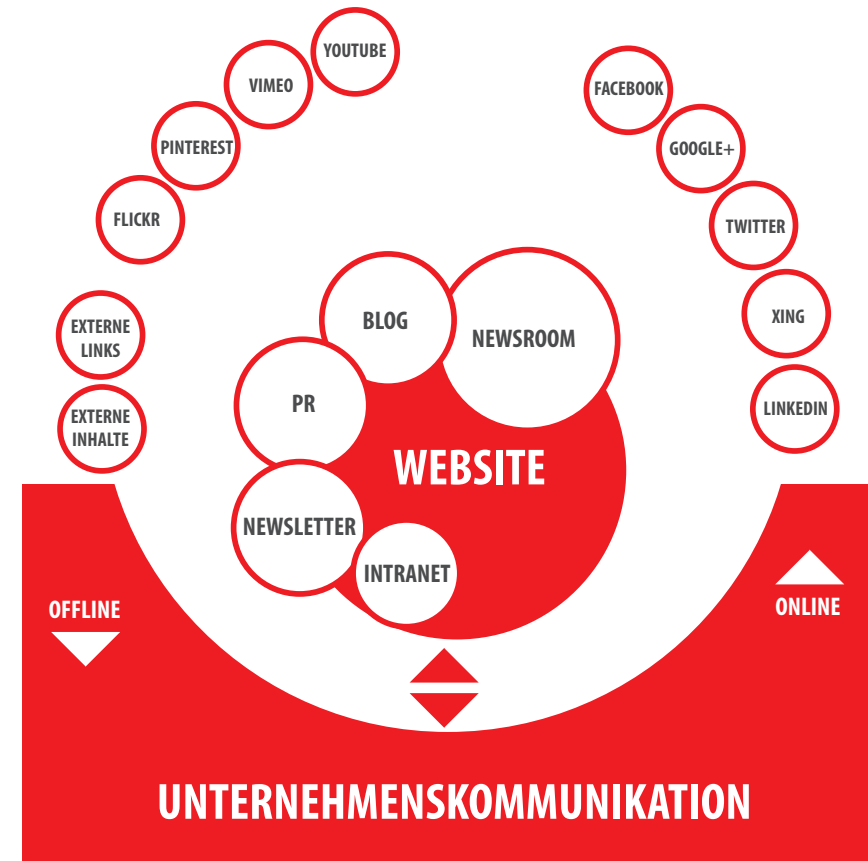 YOUTUBE
VIMEO
PINTEREST
FLICKR
EXTERNE
LINKS
EXTERNE
INHALTE
FACEBOOK
GOOGLE+
TWITTER
XING
LINKEDIN
BLOG
NEWSROOM
PR
WEBSITE
NEWSLETTER
INTRANET
OFFLINE
ONLINE
UNTERNEHMENSKOMMUNIKATION